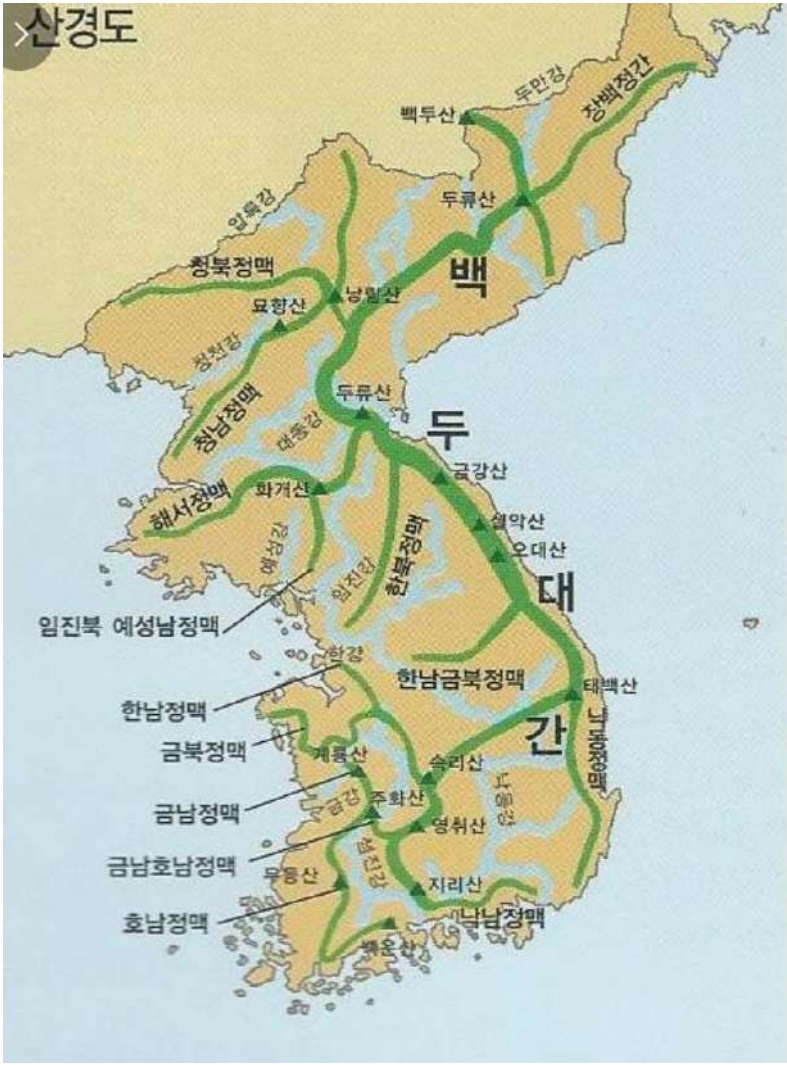 산경도
두만강
장백정간
백두산
두류산
압록강
백
청북정맥
낭림산
묘향산
청천강
두류산
청남정맥
대동강
두
금강산
해서정맥
화개산
설악산
예성강
임진강
한북정맥
오대산
대
임진북 예성남정맥
한강
한남금북정맥
태백산
한남정맥
간
낙동정맥
금북정맥
계룡산
속리산
금강
주화산
낙동강
금남정맥
영취산
섬진강
금남호남정맥
무등산
지리산
호남정맥
낙남정맥
백운산